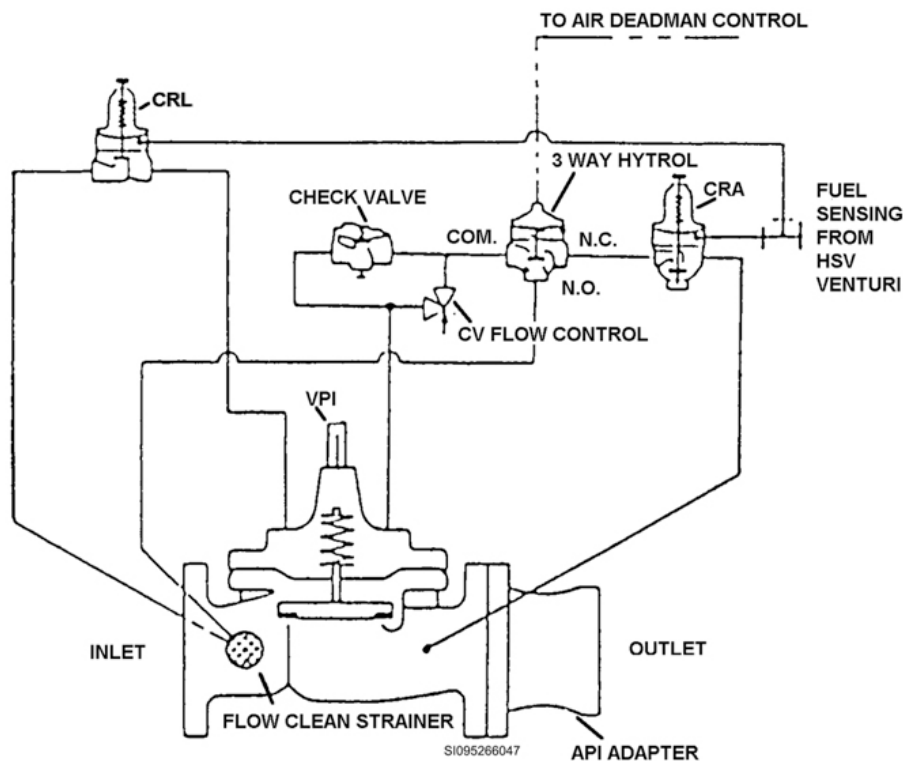 TO AIR DEADMAN CONTROL
CRL
3 WAY HYTROL
CRA
CHECK VALVE
FUEL
SENSING
FROM
HSV
VENTURI
COM.
N.C.
N.O.
CV FLOW CONTROL
VPI
INLET
OUTLET
FLOW CLEAN STRAINER
SI095266047
API ADAPTER